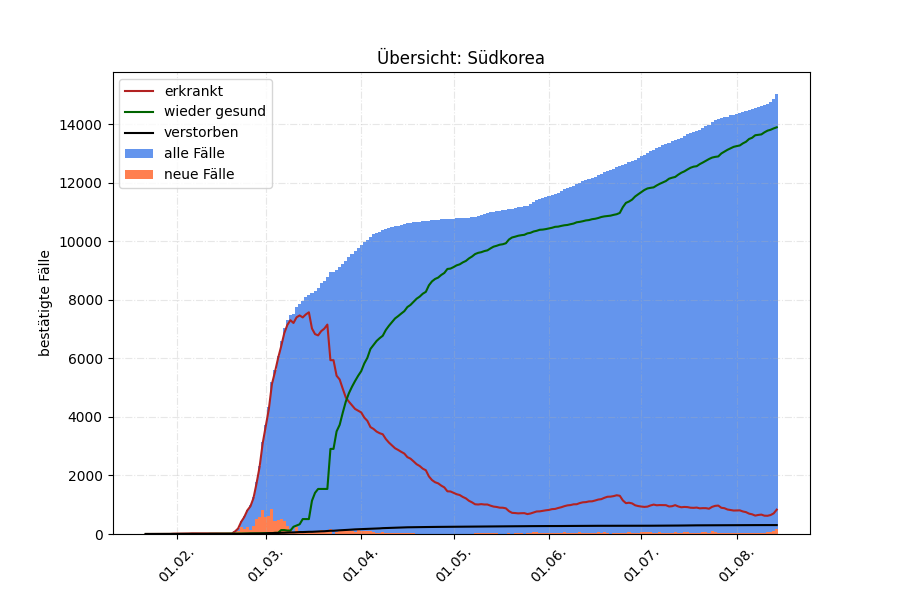 Übersicht: Südkorea
erkrankt
wieder gesund
verstorben
alle Fälle
neue Fälle
bestätigte Fälle
14000
12000
10000
8000
6000
4000
2000
0
01.02.
01.03.
01.04.
01.05.
01.06.
01.07.
01.08.